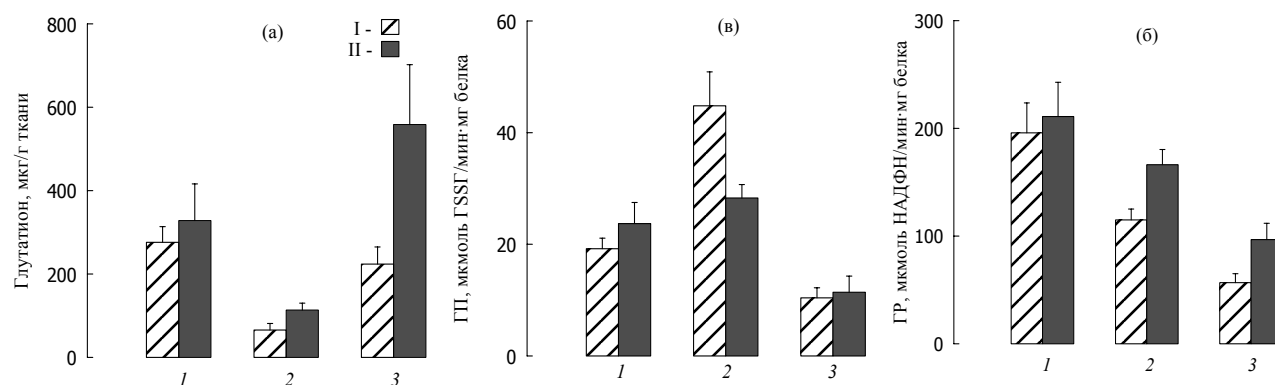 Глутатион, мкг/г ткани
800
600
400
200
0
(а)
I -
II -
1 2 3
ГП, мкмоль ГSSГ/мин·мг белка
60
40
20
0
(в)
1 2 3
ГР, мкмоль НАДФН/мин·мг белка
300
200
100
0
(б)
1 2 3